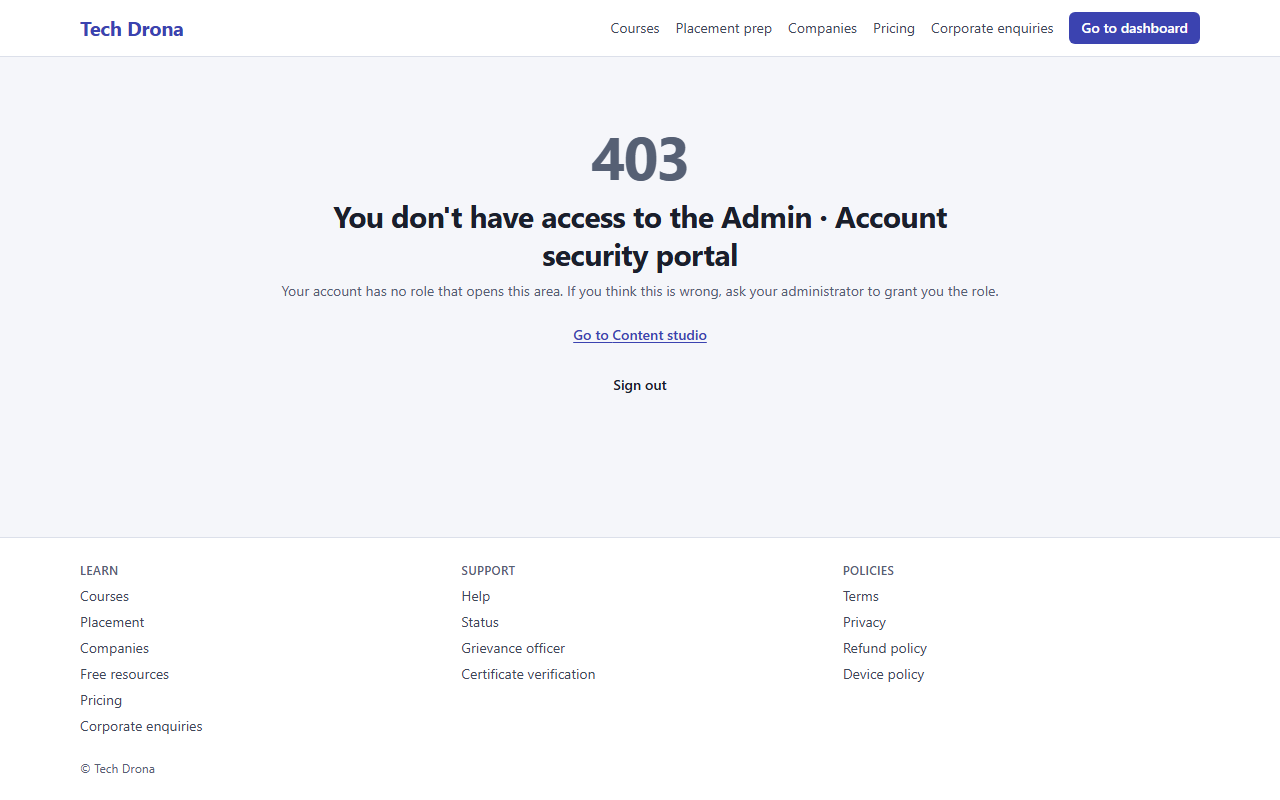 Tech Drona
Courses
Placement prep
Companies
Pricing
Corporate enquiries
Go to dashboard
403
You don't have access to the Admin · Account
security portal
Your account has no role that opens this area. If you think this is wrong, ask your administrator to grant you the role.
Go to Content studio
Sign out
LEARN
Courses
Placement
Companies
Free resources
Pricing
Corporate enquiries
SUPPORT
Help
Status
Grievance officer
Certificate verification
POLICIES
Terms
Privacy
Refund policy
Device policy
© Tech Drona